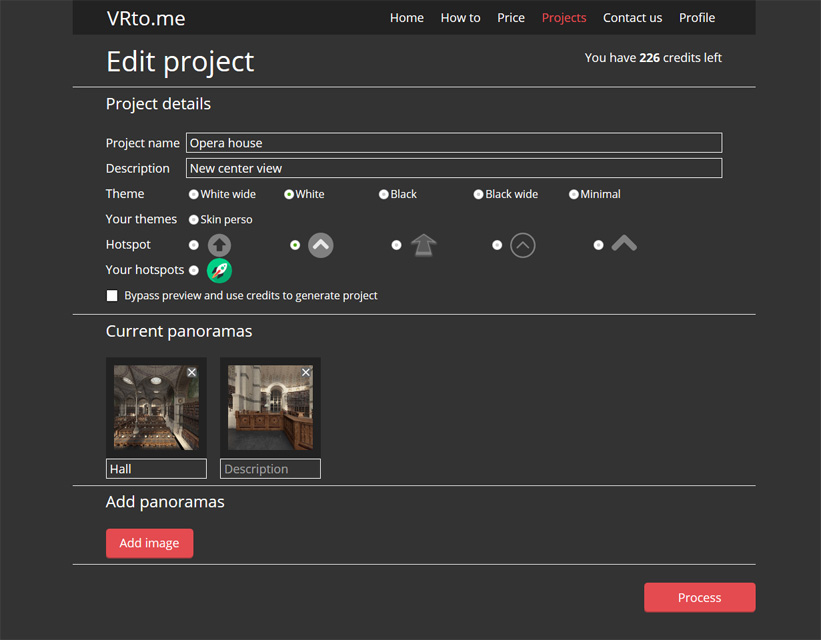 VRto.me Home How to Price Projects Contact us Profile
Edit project You have 226 credits left
Project details
Project name Opera house
Description New center view
Theme White wide White Black Black wide Minimal
Your themes Skin perso
Hotspot
Your hotspots
Bypass preview and use credits to generate project
Current panoramas
Hall Description
Add panoramas
Add image
Process